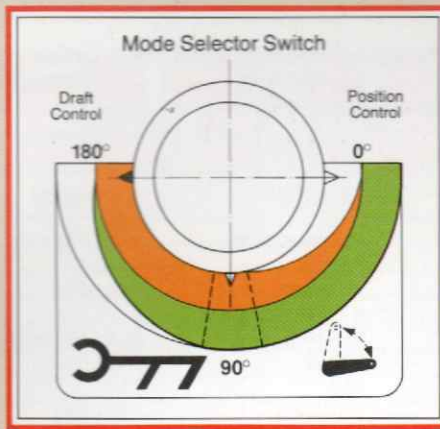 Mode Selector Switch
Draft
Control
Position
Control
180°
0°
90°